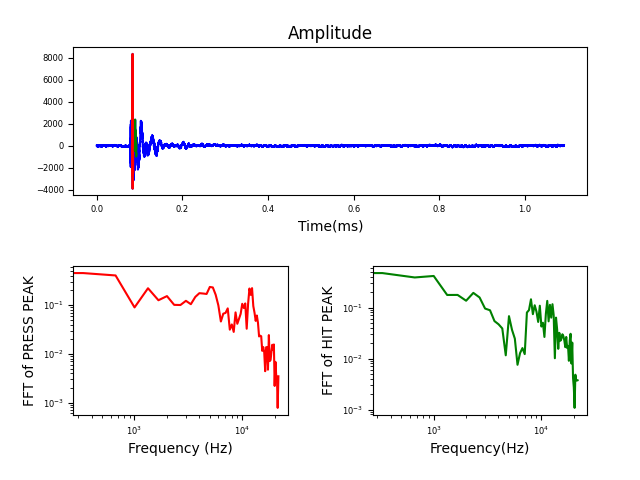 Amplitude
8000
6000
4000
2000
0
−2000
−4000
0.0 0.2 0.4 0.6 0.8 1.0
Time(ms)
FFT of PRESS PEAK
10⁻¹
10⁻²
10⁻³
10³ 10⁴
Frequency (Hz)
FFT of HIT PEAK
10⁻¹
10⁻²
10⁻³
10³ 10⁴
Frequency(Hz)